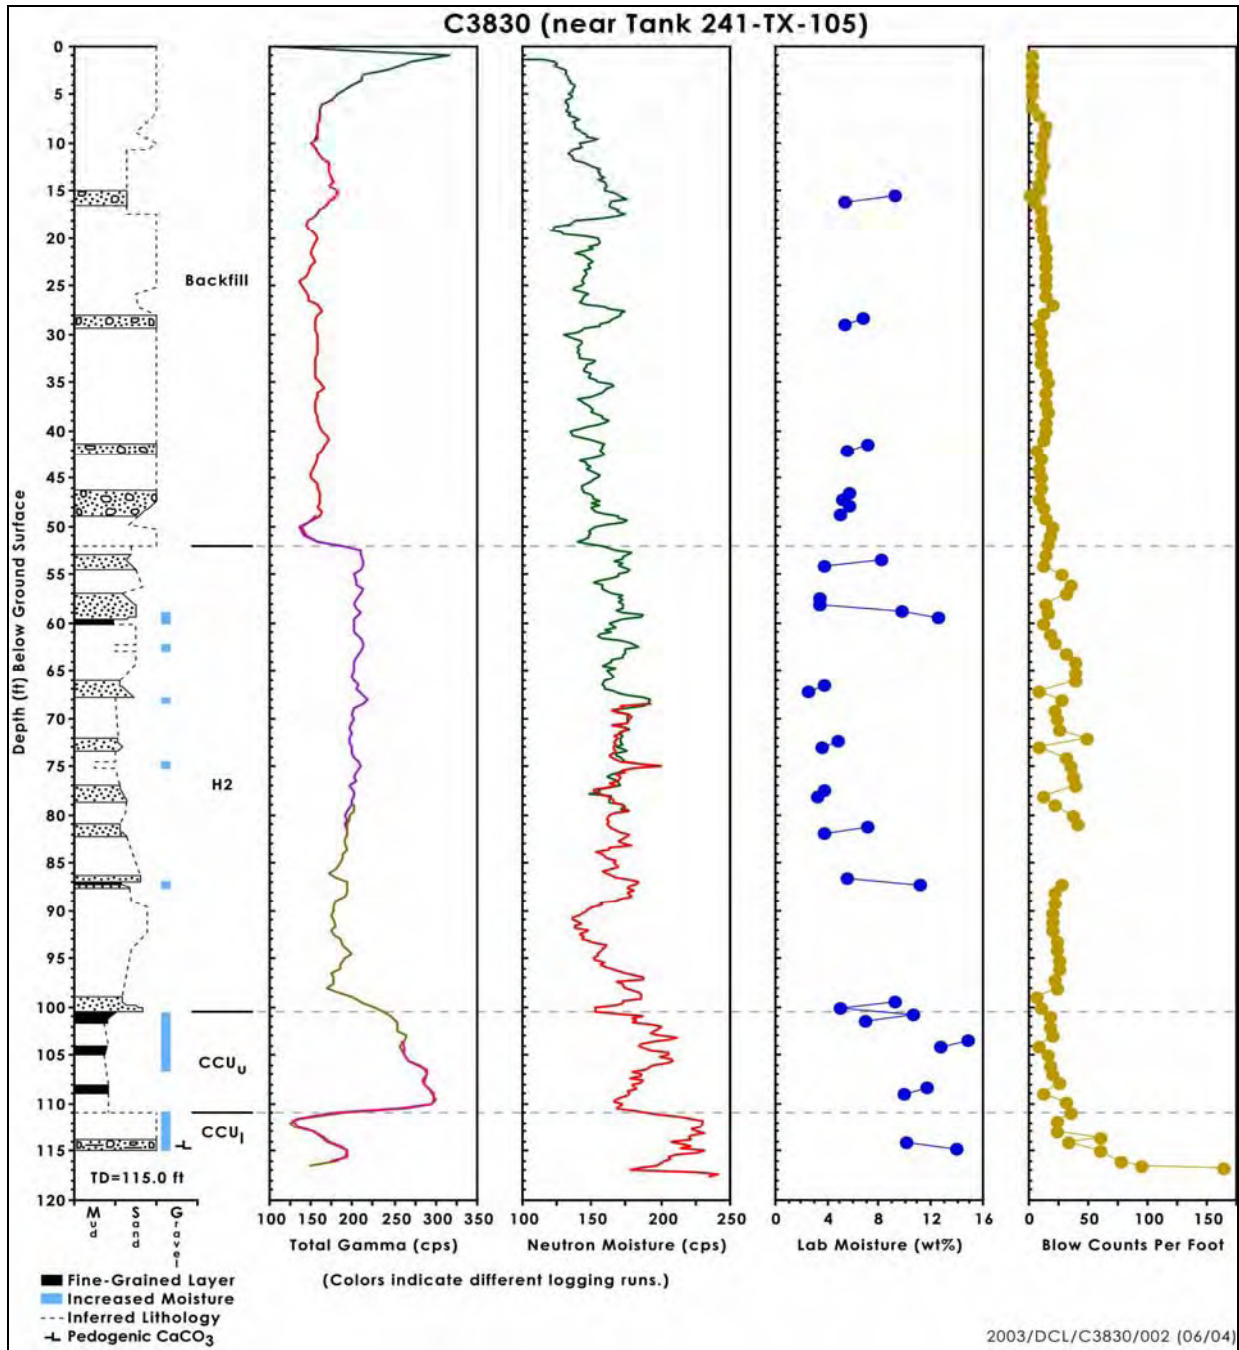 C3830 (near Tank 241-TX-105)
Depth (ft) Below Ground Surface
0
5
10
15
20
25
30
35
40
45
50
55
60
65
70
75
80
85
90
95
100
105
110
115
120
Backfill
H2
CCUu
CCUl
TD=115.0 ft
Mud
Sand
Gravel
100 150 200 250 300 350
Total Gamma (cps)
100 150 200 250
Neutron Moisture (cps)
0 4 8 12 16
Lab Moisture (wt%)
0 50 100 150
Blow Counts Per Foot
Fine-Grained Layer
(Colors indicate different logging runs.)
Increased Moisture
Inferred Lithology
Pedogenic CaCO3
2003/DCL/C3830/002 (06/04)